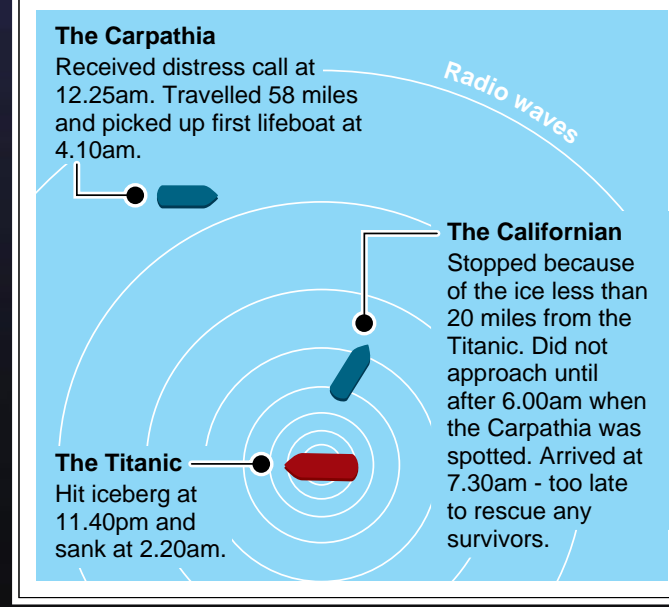 The Carpathia
Received distress call at
12.25am. Travelled 58 miles
and picked up first lifeboat at
4.10am.
Radio waves
The Californian
Stopped because
of the ice less than
20 miles from the
Titanic. Did not
approach until
after 6.00am when
the Carpathia was
spotted. Arrived at
7.30am - too late
to rescue any
survivors.
The Titanic
Hit iceberg at
11.40pm and
sank at 2.20am.